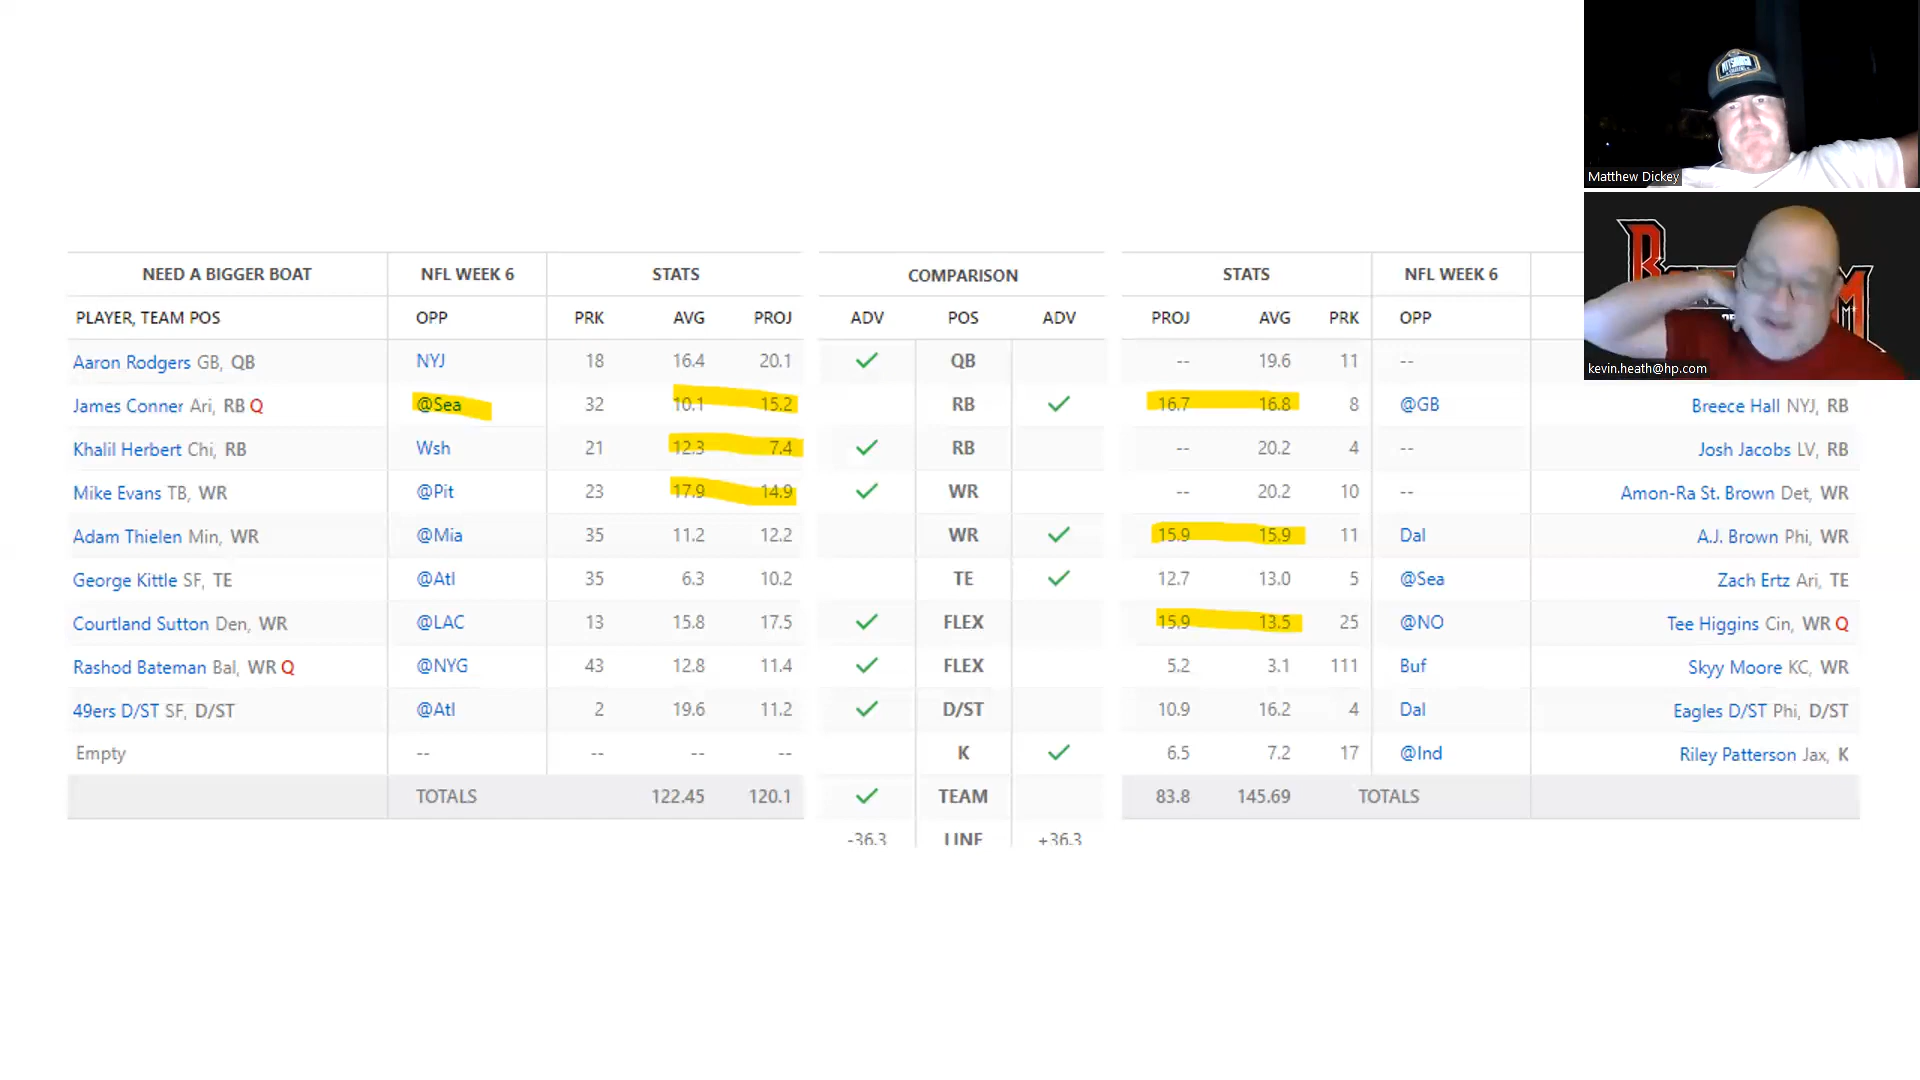 PITTSBURGH
Matthew Dickey
kevin.heath@hp.com
NEED A BIGGER BOAT NFL WEEK 6 STATS COMPARISON STATS NFL WEEK 6
PLAYER, TEAM POS OPP PRK AVG PROJ ADV POS ADV PROJ AVG PRK OPP
Aaron Rodgers GB, QB NYJ 18 16.4 20.1 ✓ QB -- 19.6 11 --
James Conner Ari, RB Q @Sea 32 10.1 15.2 RB ✓ 16.7 16.8 8 @GB Breece Hall NYJ, RB
Khalil Herbert Chi, RB Wsh 21 12.3 7.4 ✓ RB -- 20.2 4 -- Josh Jacobs LV, RB
Mike Evans TB, WR @Pit 23 17.9 14.9 ✓ WR -- 20.2 10 -- Amon-Ra St. Brown Det, WR
Adam Thielen Min, WR @Mia 35 11.2 12.2 WR ✓ 15.9 15.9 11 Dal A.J. Brown Phi, WR
George Kittle SF, TE @Atl 35 6.3 10.2 TE ✓ 12.7 13.0 5 @Sea Zach Ertz Ari, TE
Courtland Sutton Den, WR @LAC 13 15.8 17.5 ✓ FLEX 15.9 13.5 25 @NO Tee Higgins Cin, WR Q
Rashod Bateman Bal, WR Q @NYG 43 12.8 11.4 ✓ FLEX 5.2 3.1 111 Buf Skyy Moore KC, WR
49ers D/ST SF, D/ST @Atl 2 19.6 11.2 ✓ D/ST 10.9 16.2 4 Dal Eagles D/ST Phi, D/ST
Empty -- -- -- -- K ✓ 6.5 7.2 17 @Ind Riley Patterson Jax, K
TOTALS 122.45 120.1 ✓ TEAM 83.8 145.69 TOTALS
-36.3 LINE +36.3